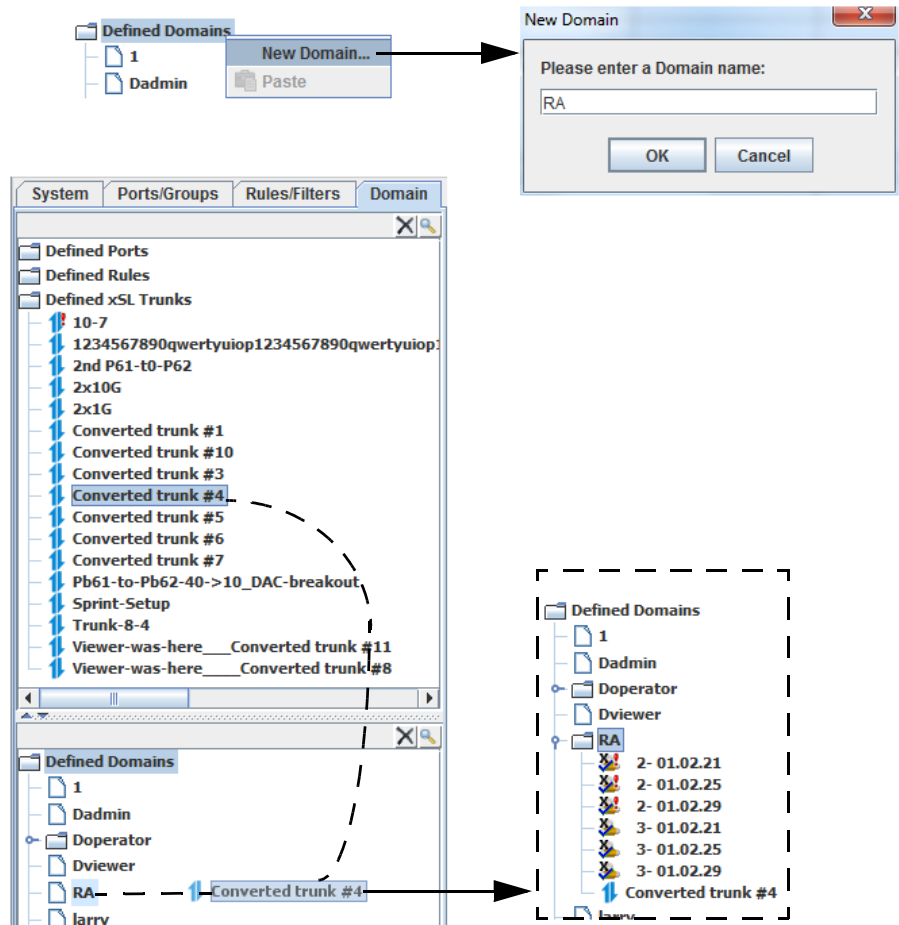 Defined Domains
1
Dadmin
New Domain...
Paste
New Domain
Please enter a Domain name:
RA
OK
Cancel
System
Ports/Groups
Rules/Filters
Domain
Defined Ports
Defined Rules
Defined xSL Trunks
10-7
1234567890qwertyuiop1234567890qwertyuiop1
2nd P61-t0-P62
2x10G
2x1G
Converted trunk #1
Converted trunk #10
Converted trunk #3
Converted trunk #4
Converted trunk #5
Converted trunk #6
Converted trunk #7
Pb61-to-Pb62-40->10_DAC-breakout
Sprint-Setup
Trunk-8-4
Viewer-was-here___Converted trunk #11
Viewer-was-here____Converted trunk #8
Defined Domains
1
Dadmin
Doperator
Dviewer
RA
Converted trunk #4
larry
Defined Domains
1
Dadmin
Doperator
Dviewer
RA
2- 01.02.21
2- 01.02.25
2- 01.02.29
3- 01.02.21
3- 01.02.25
3- 01.02.29
Converted trunk #4
larry